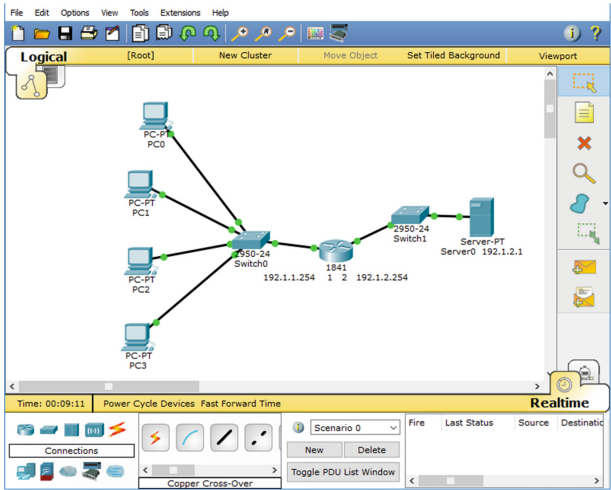 File Edit Options View Tools Extensions Help
Logical [Root] New Cluster Move Object Set Tiled Background Viewport
PC-PT
PC0
PC-PT
PC1
PC-PT
PC2
PC-PT
PC3
2950-24
Switch0
192.1.1.254
1841
1 2
192.1.2.254
2950-24
Switch1
Server-PT
Server0 192.1.2.1
Time: 00:09:11 Power Cycle Devices Fast Forward Time Realtime
Connections
Copper Cross-Over
Scenario 0
New Delete
Toggle PDU List Window
Fire Last Status Source Destinatio